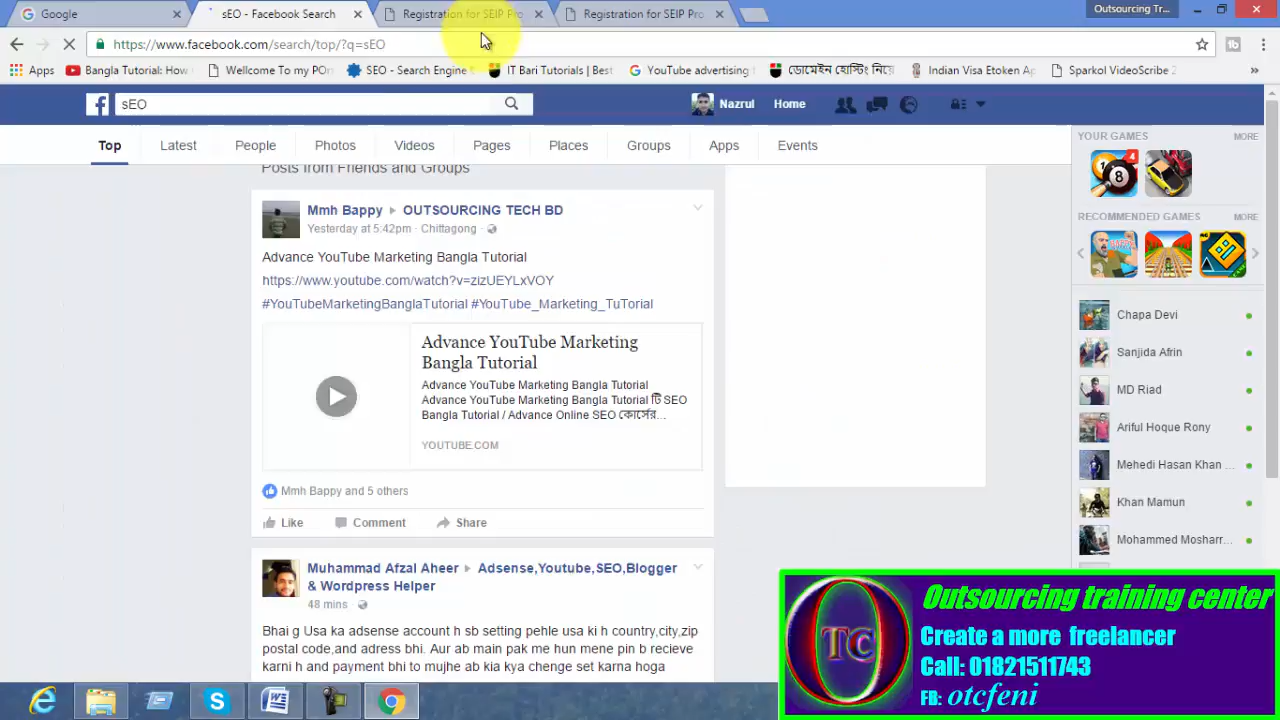 Google
sEO - Facebook Search
Registration for SEIP Pro
Registration for SEIP Pro
Outsourcing Tr...
https://www.facebook.com/search/top/?q=sEO
Apps
Bangla Tutorial: How
Wellcome To my POr
SEO - Search Engine
IT Bari Tutorials | Best
YouTube advertising
ডোমেইন হোস্টিং নিয়ে
Indian Visa Etoken Ap
Sparkol VideoScribe 2
sEO
Nazrul
Home
Top
Latest
People
Photos
Videos
Pages
Places
Groups
Apps
Events
YOUR GAMES
MORE
4
RECOMMENDED GAMES
MORE
Posts from Friends and Groups
Mmh Bappy
OUTSOURCING TECH BD
Yesterday at 5:42pm · Chittagong ·
Advance YouTube Marketing Bangla Tutorial
https://www.youtube.com/watch?v=zizUEYLxVOY
#YouTubeMarketingBanglaTutorial #YouTube_Marketing_TuTorial
Advance YouTube Marketing
Bangla Tutorial
Advance YouTube Marketing Bangla Tutorial
Advance YouTube Marketing Bangla Tutorial টি SEO
Bangla Tutorial / Advance Online SEO কোর্সের...
YOUTUBE.COM
Mmh Bappy and 5 others
Like
Comment
Share
Muhammad Afzal Aheer
Adsense,Youtube,SEO,Blogger
& Wordpress Helper
48 mins ·
Bhai g Usa ka adsense account h sb setting pehle usa ki h country,city,zip
postal code,and adress bhi. Aur ab main pak me hun mene pin b recieve
karni h and payment bhi to mujhe ab kia kya chenge set karna hoga
Chapa Devi
Sanjida Afrin
MD Riad
Ariful Hoque Rony
Mehedi Hasan Khan ...
Khan Mamun
Mohammed Mosharr...
OTC
Outsourcing training center
Create a more freelancer
Call: 01821511743
FB: otcfeni